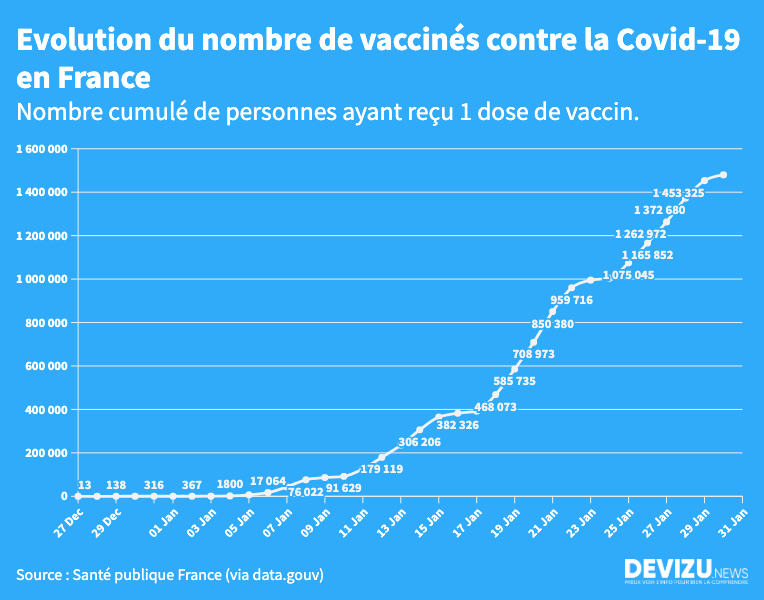 Evolution du nombre de vaccinés contre la Covid-19
en France
Nombre cumulé de personnes ayant reçu 1 dose de vaccin.
1 600 000
1 400 000
1 200 000
1 000 000
800 000
600 000
400 000
200 000
0
13
138
316
367
1800
17 064
76 022
91 629
179 119
306 206
382 326
468 073
585 735
708 973
850 380
959 716
1 075 045
1 165 852
1 262 972
1 372 680
1 453 325
27 Dec
29 Dec
01 Jan
03 Jan
05 Jan
07 Jan
09 Jan
11 Jan
13 Jan
15 Jan
17 Jan
19 Jan
21 Jan
23 Jan
25 Jan
27 Jan
29 Jan
31 Jan
Source : Santé publique France (via data.gouv)
DEVIZU.NEWS
MIEUX VOIR L'INFO POUR BIEN LA COMPRENDRE